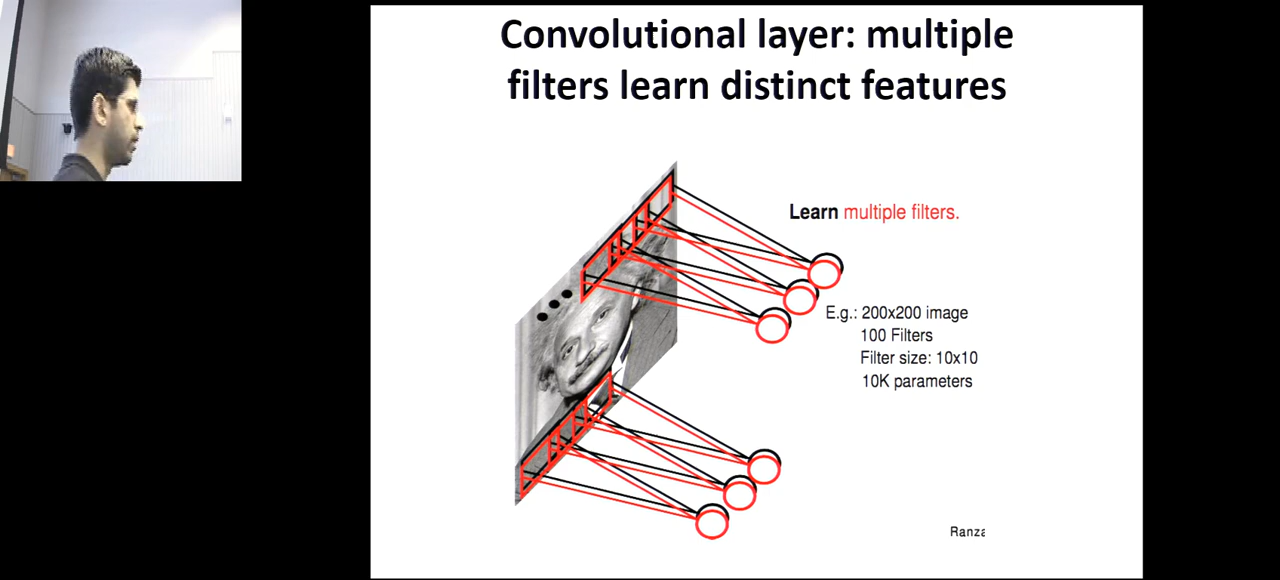 Convolutional layer: multiple
filters learn distinct features
Learn multiple filters.
E.g.: 200x200 image
100 Filters
Filter size: 10x10
10K parameters
Ranza